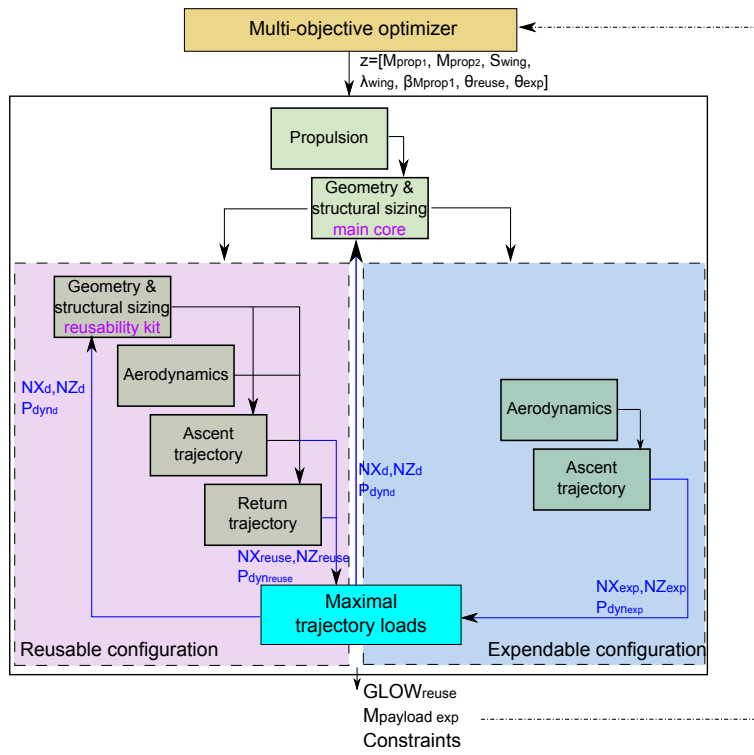 Multi-objective optimizer
z=[Mprop1, Mprop2, Swing,
λwing, βMprop1, θreuse, θexp]
Propulsion
Geometry &
structural sizing
main core
Geometry &
structural sizing
reusability kit
Aerodynamics
Ascent
trajectory
Return
trajectory
NXd,NZd
Pdynd
NXd,NZd
Pdynd
NXreuse,NZreuse
Pdynreuse
Aerodynamics
Ascent
trajectory
NXexp,NZexp
Pdynexp
Maximal
trajectory loads
Reusable configuration
Expendable configuration
GLOWreuse
Mpayload exp
Constraints